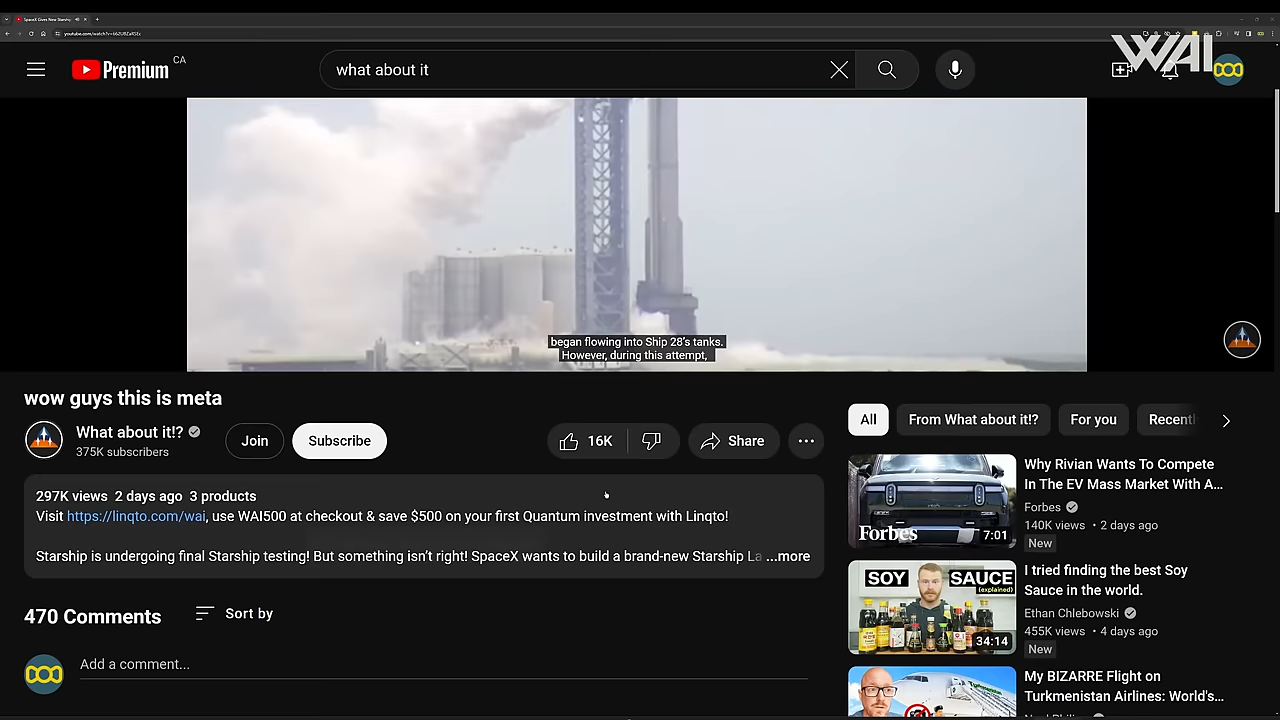 SpaceX Gives New Starship
youtube.com/watch?v=
Premium CA
what about it
WAI
began flowing into Ship 28's tanks.
However, during this attempt,
wow guys this is meta
What about it!?
375K subscribers
Join
Subscribe
16K
Share
297K views 2 days ago 3 products
Visit https://linqto.com/wai, use WAI500 at checkout & save $500 on your first Quantum investment with Linqto!
Starship is undergoing final Starship testing! But something isn't right! SpaceX wants to build a brand-new Starship La ...more
470 Comments
Sort by
Add a comment...
All
From What about it!?
For you
Recentl
Forbes
7:01
Why Rivian Wants To Compete
In The EV Mass Market With A...
Forbes
140K views • 2 days ago
New
SOY SAUCE
(explained)
34:14
I tried finding the best Soy
Sauce in the world.
Ethan Chlebowski
455K views • 4 days ago
New
My BIZARRE Flight on
Turkmenistan Airlines: World's...